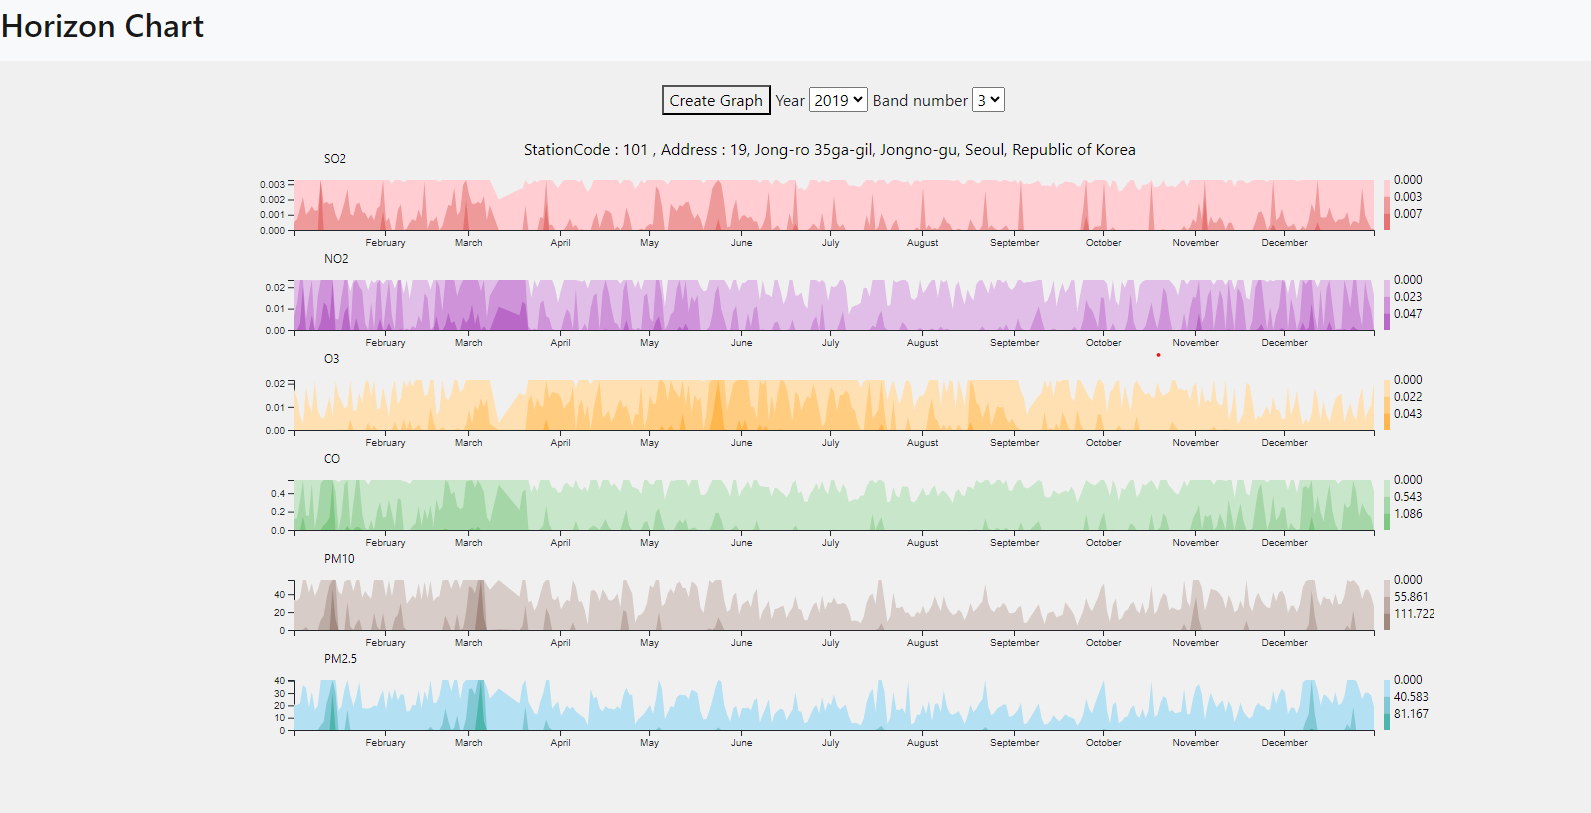 Horizon Chart
Create Graph Year 2019 Band number 3
StationCode : 101 , Address : 19, Jong-ro 35ga-gil, Jongno-gu, Seoul, Republic of Korea
SO2
0.003
0.002
0.001
0.000
0.000
0.003
0.007
February March April May June July August September October November December
NO2
0.02
0.01
0.00
0.000
0.023
0.047
February March April May June July August September October November December
O3
0.02
0.01
0.00
0.000
0.022
0.043
February March April May June July August September October November December
CO
0.4
0.2
0.0
0.000
0.543
1.086
February March April May June July August September October November December
PM10
40
20
0
0.000
55.861
111.722
February March April May June July August September October November December
PM2.5
40
30
20
10
0
0.000
40.583
81.167
February March April May June July August September October November December